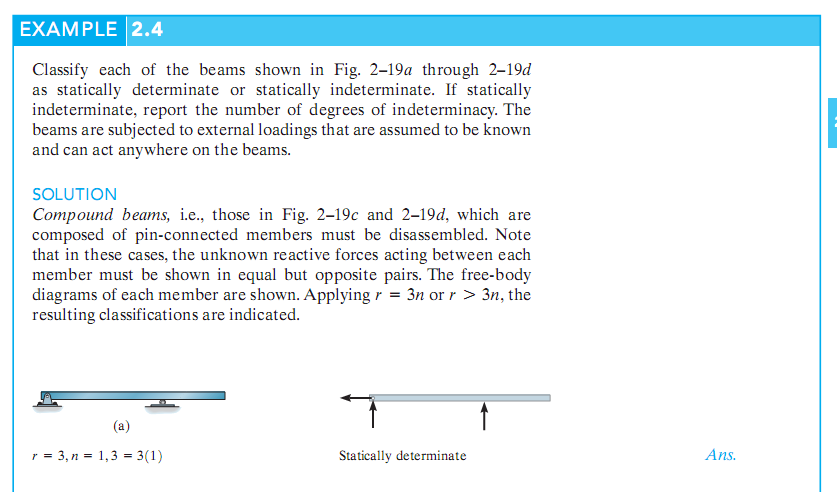 EXAMPLE 2.4
Classify each of the beams shown in Fig. 2–19a through 2–19d
as statically determinate or statically indeterminate. If statically
indeterminate, report the number of degrees of indeterminacy. The
beams are subjected to external loadings that are assumed to be known
and can act anywhere on the beams.
SOLUTION
Compound beams, i.e., those in Fig. 2–19c and 2–19d, which are
composed of pin-connected members must be disassembled. Note
that in these cases, the unknown reactive forces acting between each
member must be shown in equal but opposite pairs. The free-body
diagrams of each member are shown. Applying r = 3n or r > 3n, the
resulting classifications are indicated.
(a)
r = 3, n = 1, 3 = 3(1)
Statically determinate
Ans.